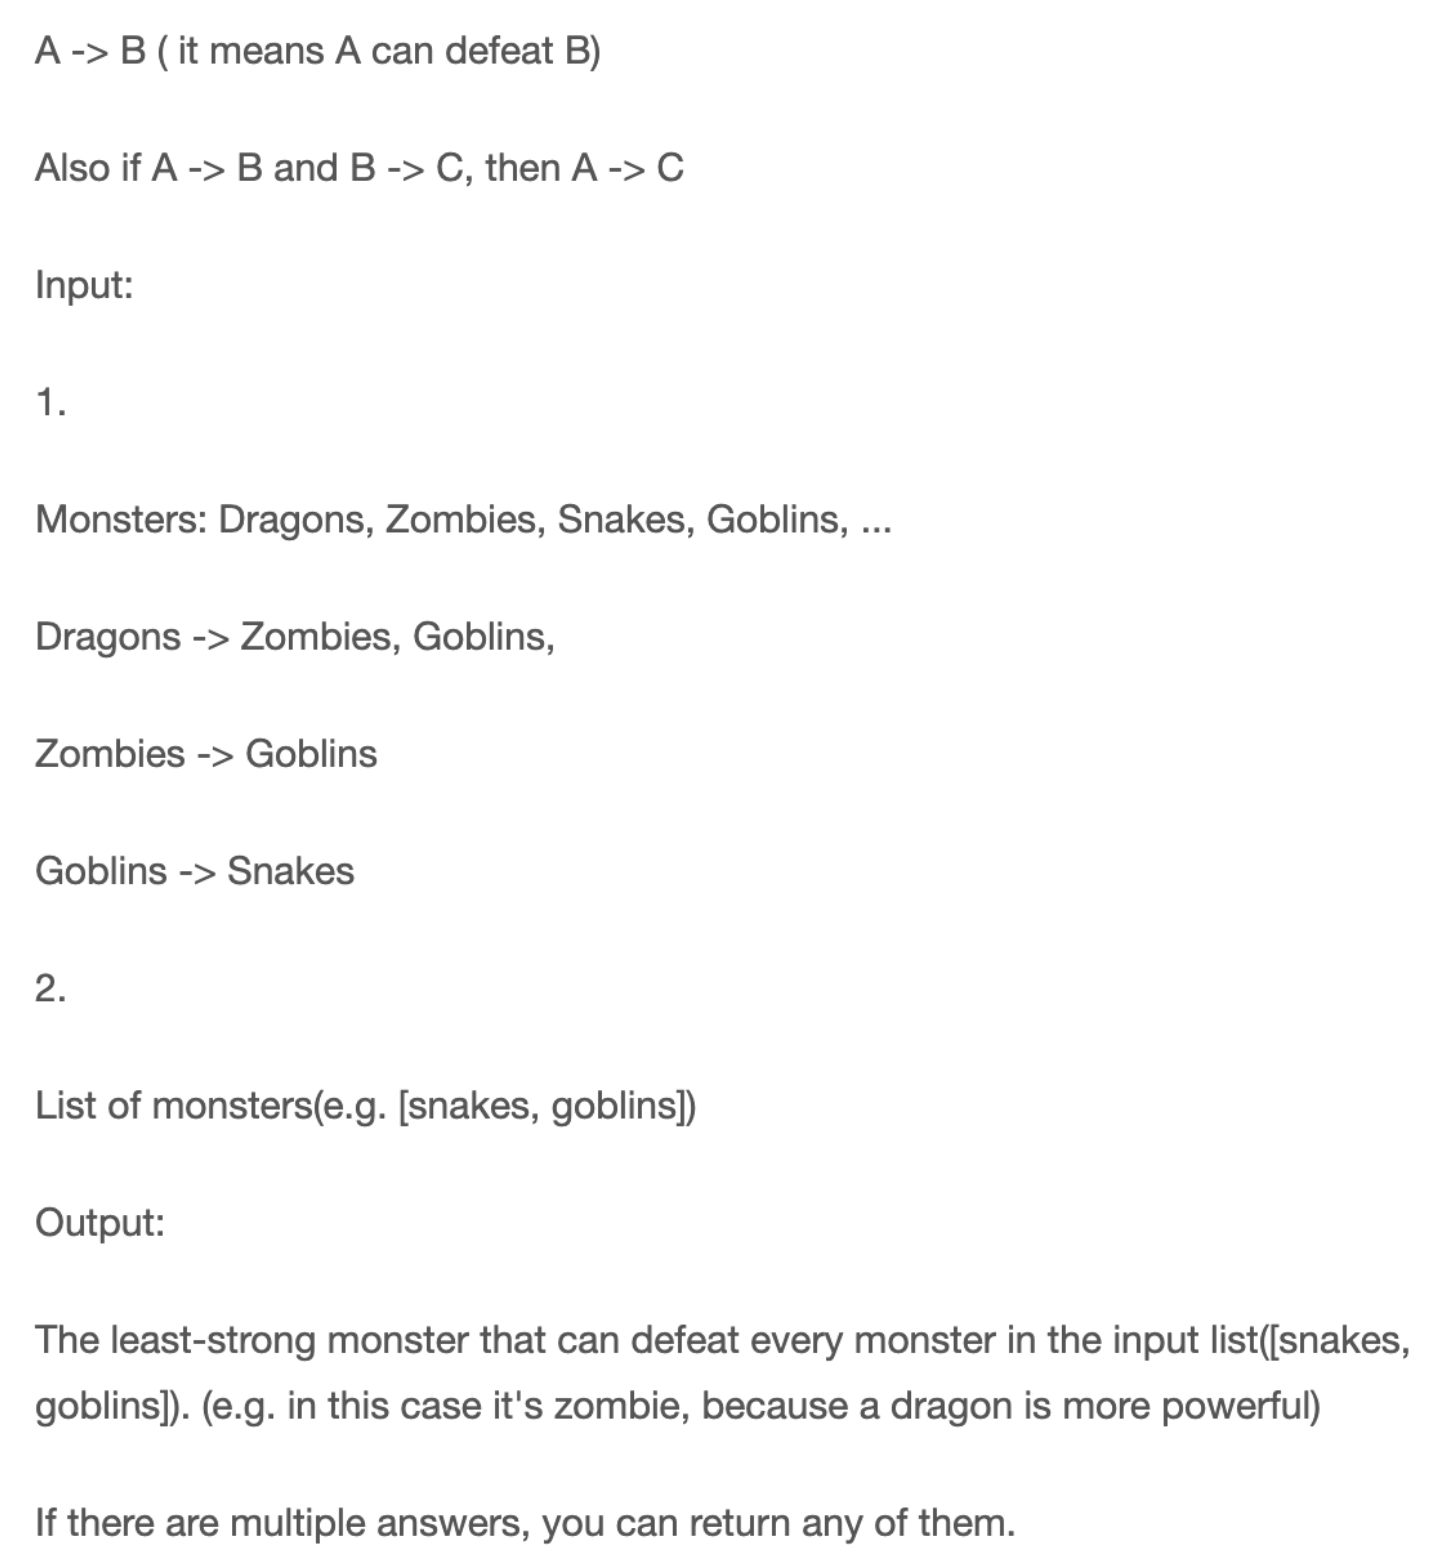 A -> B ( it means A can defeat B)
Also if A -> B and B -> C, then A -> C
Input:
1.
Monsters: Dragons, Zombies, Snakes, Goblins, ...
Dragons -> Zombies, Goblins,
Zombies -> Goblins
Goblins -> Snakes
2.
List of monsters(e.g. [snakes, goblins])
Output:
The least-strong monster that can defeat every monster in the input list([snakes,
goblins]). (e.g. in this case it's zombie, because a dragon is more powerful)
If there are multiple answers, you can return any of them.